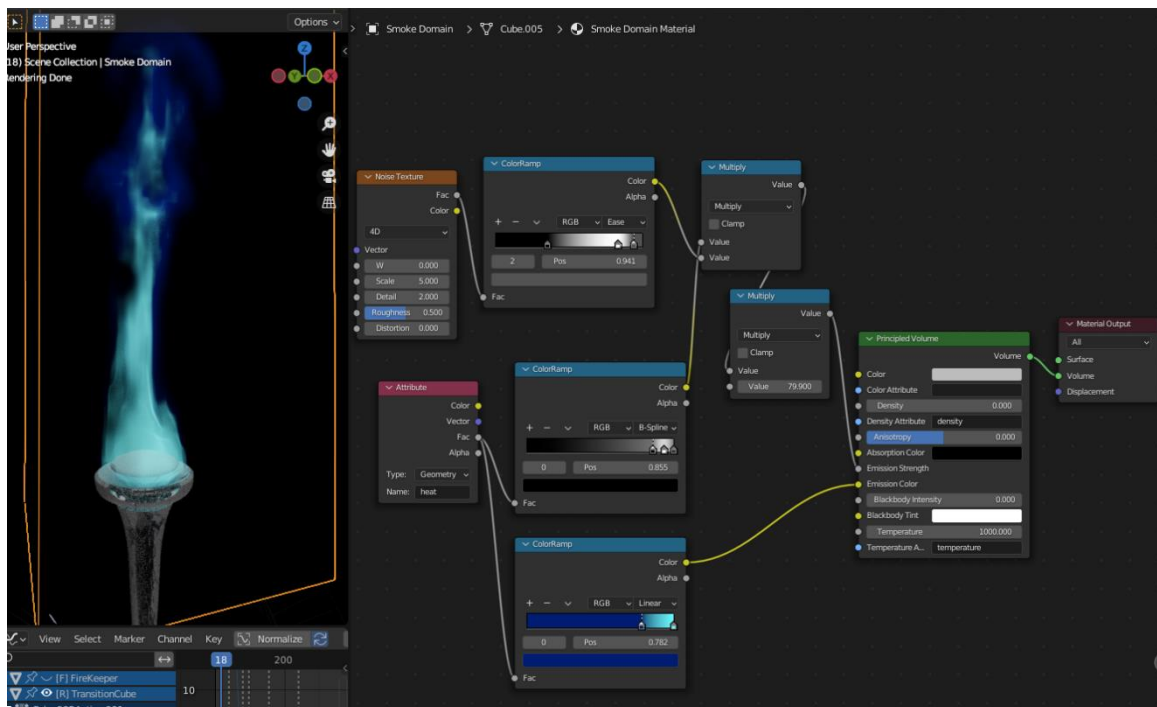 Options
User Perspective
18) Scene Collection | Smoke Domain
Rendering Done
Z
Y
X
Smoke Domain > Cube.005 > Smoke Domain Material
Noise Texture
Fac
Color
4D
Vector
W 0.000
Scale 5.000
Detail 2.000
Roughness 0.500
Distortion 0.000
ColorRamp
Color
Alpha
+ − RGB Ease
2 Pos 0.941
Fac
Multiply
Value
Multiply
Clamp
Value
Value
Multiply
Value
Multiply
Clamp
Value
Value 79.900
Attribute
Color
Vector
Fac
Alpha
Type: Geometry
Name: heat
ColorRamp
Color
Alpha
+ − RGB B-Spline
0 Pos 0.855
Fac
ColorRamp
Color
Alpha
+ − RGB Linear
0 Pos 0.782
Fac
Principled Volume
Volume
Color
Color Attribute
Density 0.000
Density Attribute density
Anisotropy 0.000
Absorption Color
Emission Strength
Emission Color
Blackbody Intensity 0.000
Blackbody Tint
Temperature 1000.000
Temperature A... temperature
Material Output
All
Surface
Volume
Displacement
View Select Marker Channel Key Normalize
18 200
[F] FireKeeper
[R] TransitionCube
10